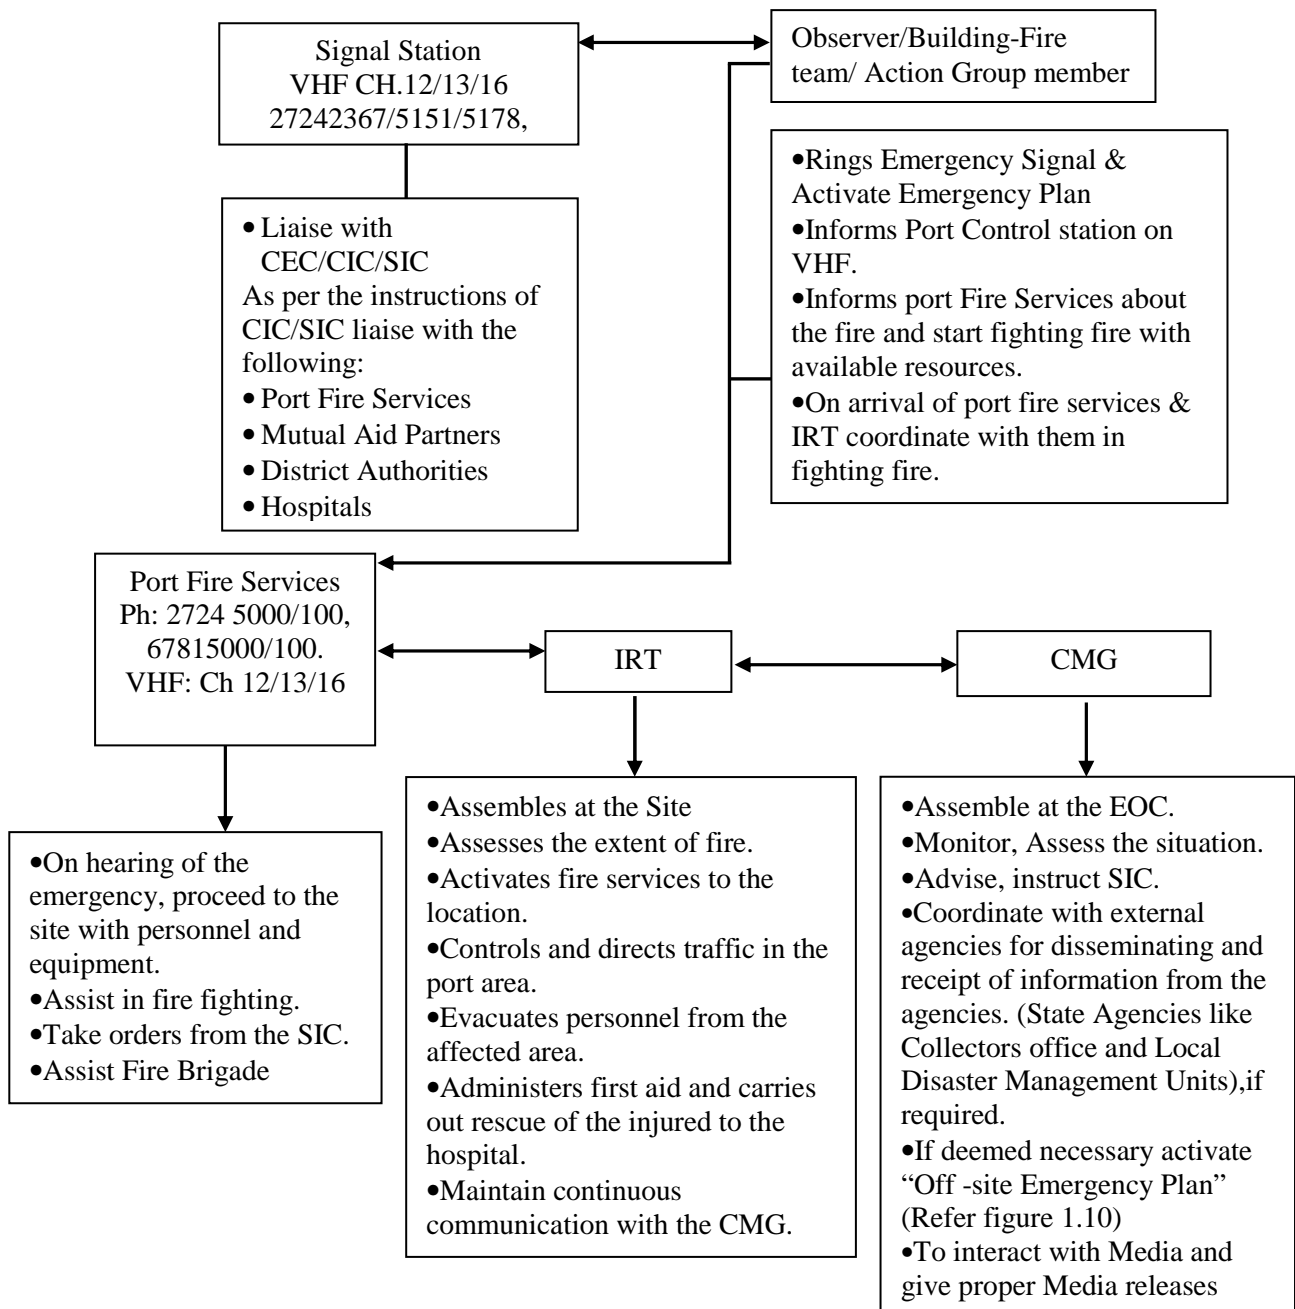 Signal Station
VHF CH.12/13/16
27242367/5151/5178,
Observer/Building-Fire
team/ Action Group member
•Rings Emergency Signal &
Activate Emergency Plan
•Informs Port Control station on
VHF.
•Informs port Fire Services about
the fire and start fighting fire with
available resources.
•On arrival of port fire services &
IRT coordinate with them in
fighting fire.
• Liaise with
CEC/CIC/SIC
As per the instructions of
CIC/SIC liaise with the
following:
• Port Fire Services
• Mutual Aid Partners
• District Authorities
• Hospitals
Port Fire Services
Ph: 2724 5000/100,
67815000/100.
VHF: Ch 12/13/16
IRT
CMG
•On hearing of the
emergency, proceed to the
site with personnel and
equipment.
•Assist in fire fighting.
•Take orders from the SIC.
•Assist Fire Brigade
•Assembles at the Site
•Assesses the extent of fire.
•Activates fire services to the
location.
•Controls and directs traffic in the
port area.
•Evacuates personnel from the
affected area.
•Administers first aid and carries
out rescue of the injured to the
hospital.
•Maintain continuous
communication with the CMG.
•Assemble at the EOC.
•Monitor, Assess the situation.
•Advise, instruct SIC.
•Coordinate with external
agencies for disseminating and
receipt of information from the
agencies. (State Agencies like
Collectors office and Local
Disaster Management Units),if
required.
•If deemed necessary activate
“Off -site Emergency Plan”
(Refer figure 1.10)
•To interact with Media and
give proper Media releases